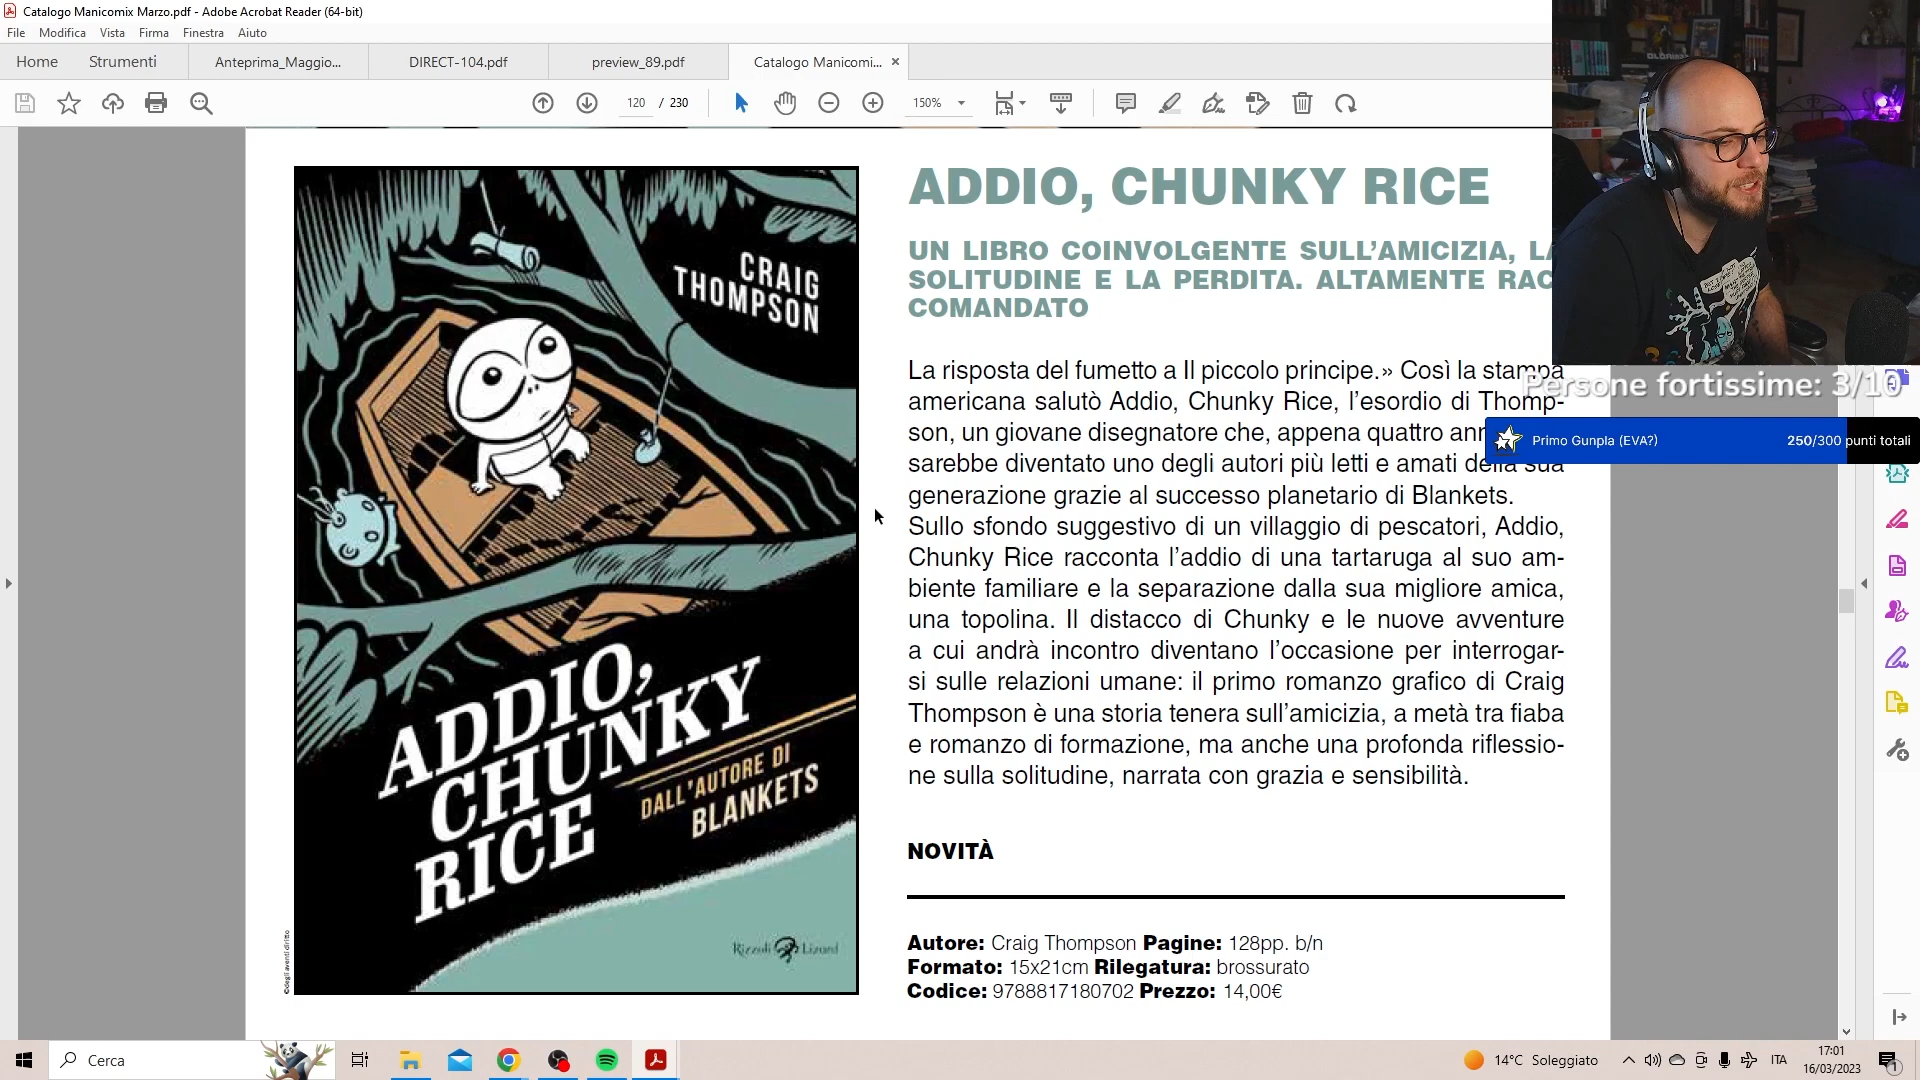 Catalogo Manicomix Marzo.pdf - Adobe Acrobat Reader (64-bit)
File Modifica Vista Firma Finestra Aiuto
Home Strumenti Anteprima_Maggio... DIRECT-104.pdf preview_89.pdf Catalogo Manicomi... ×
120 / 230 150%
CRAIG
THOMPSON
ADDIO,
CHUNKY
RICE
DALL'AUTORE DI
BLANKETS
Rizzoli Lizard
©degli aventi diritto
ADDIO, CHUNKY RICE
UN LIBRO COINVOLGENTE SULL'AMICIZIA, LA
SOLITUDINE E LA PERDITA. ALTAMENTE RAC
COMANDATO
La risposta del fumetto a Il piccolo principe.» Così la stampa
americana salutò Addio, Chunky Rice, l'esordio di Thomp-
son, un giovane disegnatore che, appena quattro ann
sarebbe diventato uno degli autori più letti e amati della sua
generazione grazie al successo planetario di Blankets.
Sullo sfondo suggestivo di un villaggio di pescatori, Addio,
Chunky Rice racconta l'addio di una tartaruga al suo am-
biente familiare e la separazione dalla sua migliore amica,
una topolina. Il distacco di Chunky e le nuove avventure
a cui andrà incontro diventano l'occasione per interrogar-
si sulle relazioni umane: il primo romanzo grafico di Craig
Thompson è una storia tenera sull'amicizia, a metà tra fiaba
e romanzo di formazione, ma anche una profonda riflessio-
ne sulla solitudine, narrata con grazia e sensibilità.
NOVITÀ
Autore: Craig Thompson Pagine: 128pp. b/n
Formato: 15x21cm Rilegatura: brossurato
Codice: 9788817180702 Prezzo: 14,00€
Persone fortissime: 3/10
Primo Gunpla (EVA?) 250/300 punti totali
Cerca
14°C Soleggiato
ITA
17:01
16/03/2023
1